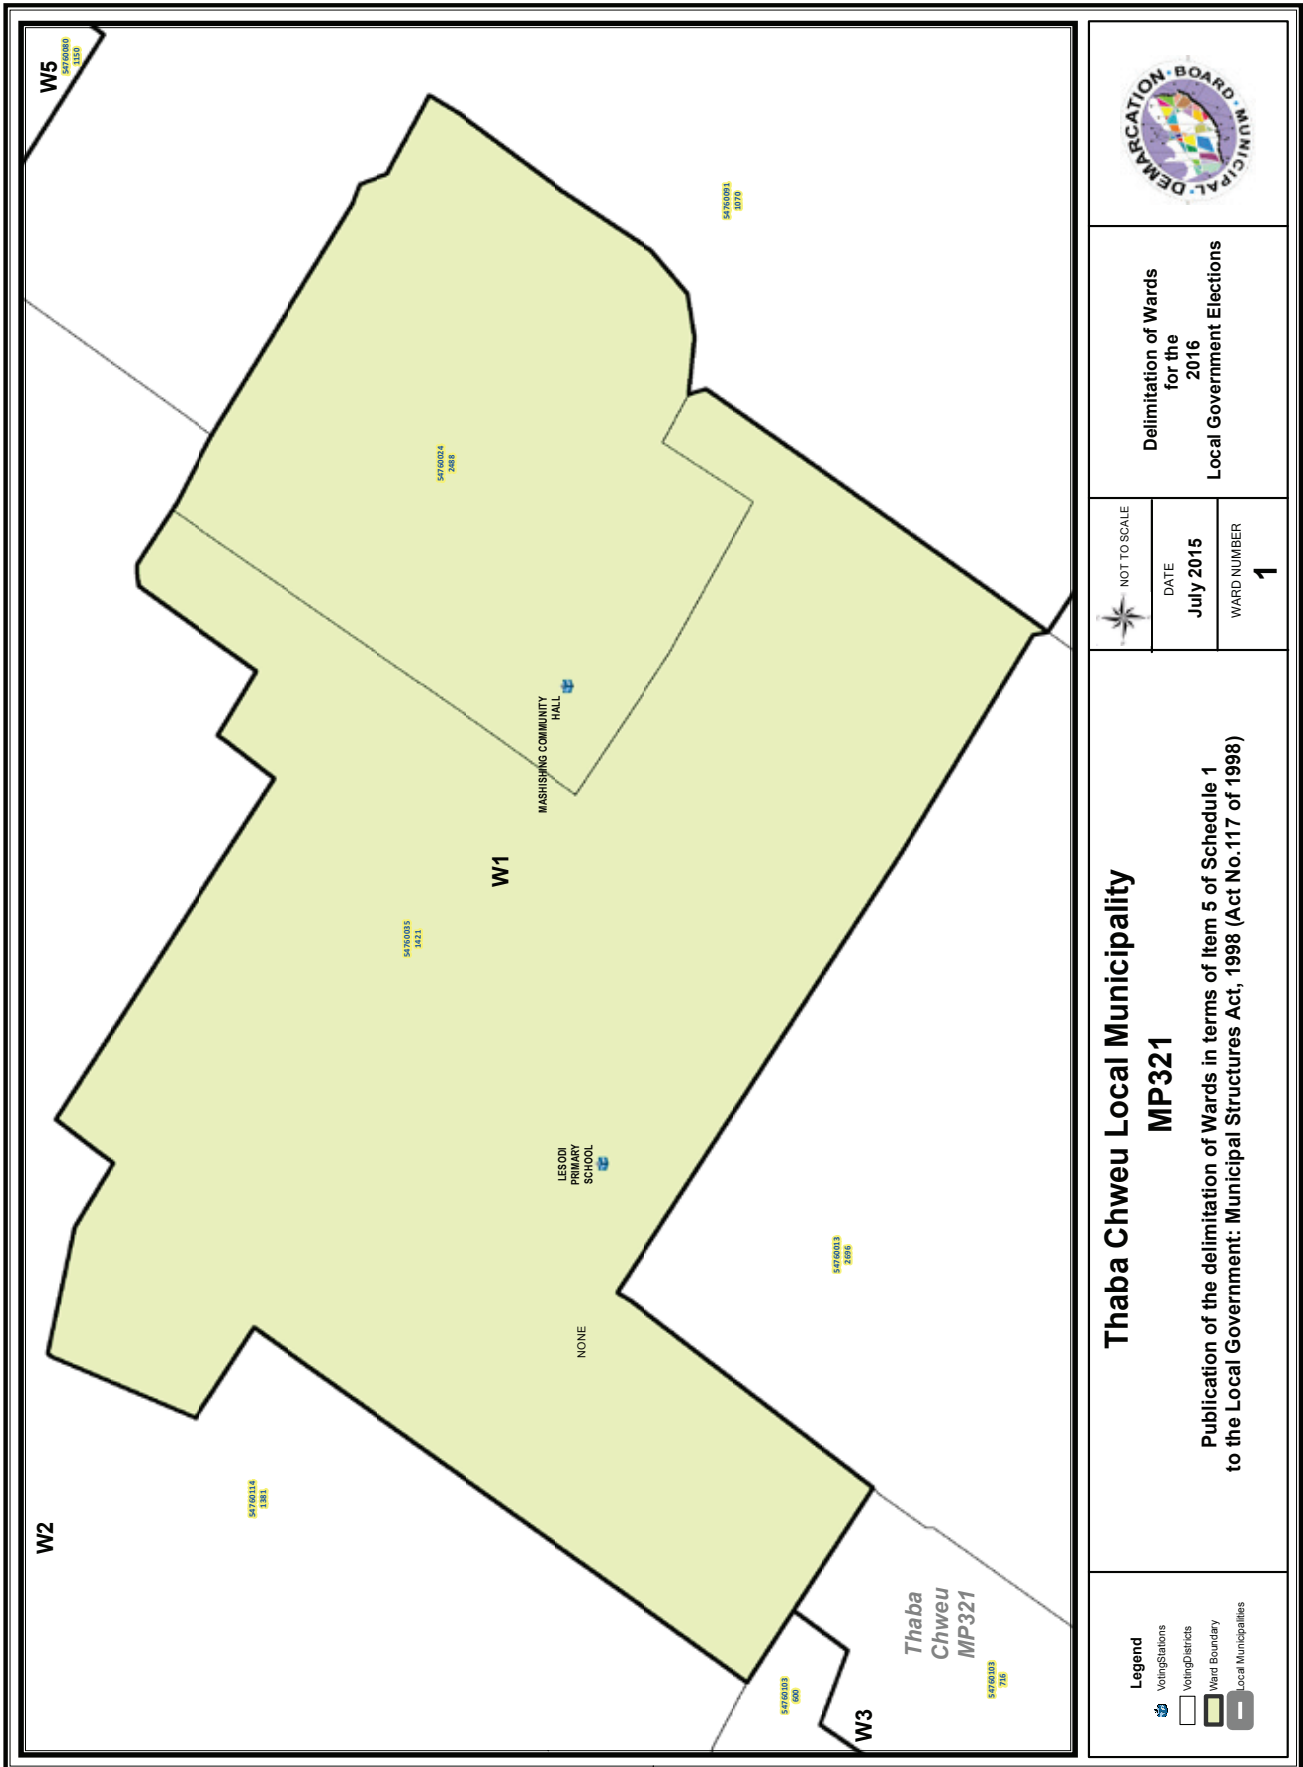 W5
54760080
1150
54760091
1070
54760024
2488
MASHISHING COMMUNITY
HALL
W1
54760035
1421
LESODI
PRIMARY
SCHOOL
NONE
54760013
2696
W2
54760114
1381
54760103
600
W3
Thaba
Chweu
MP321
54760103
716
Legend
VotingStations
VotingDistricts
Ward Boundary
Local Municipalities
Thaba Chweu Local Municipality
MP321
Publication of the delimitation of Wards in terms of Item 5 of Schedule 1
to the Local Government: Municipal Structures Act, 1998 (Act No.117 of 1998)
NOT TO SCALE
DATE
July 2015
WARD NUMBER
1
Delimitation of Wards
for the
2016
Local Government Elections
MUNICIPAL • DEMARCATION • BOARD •